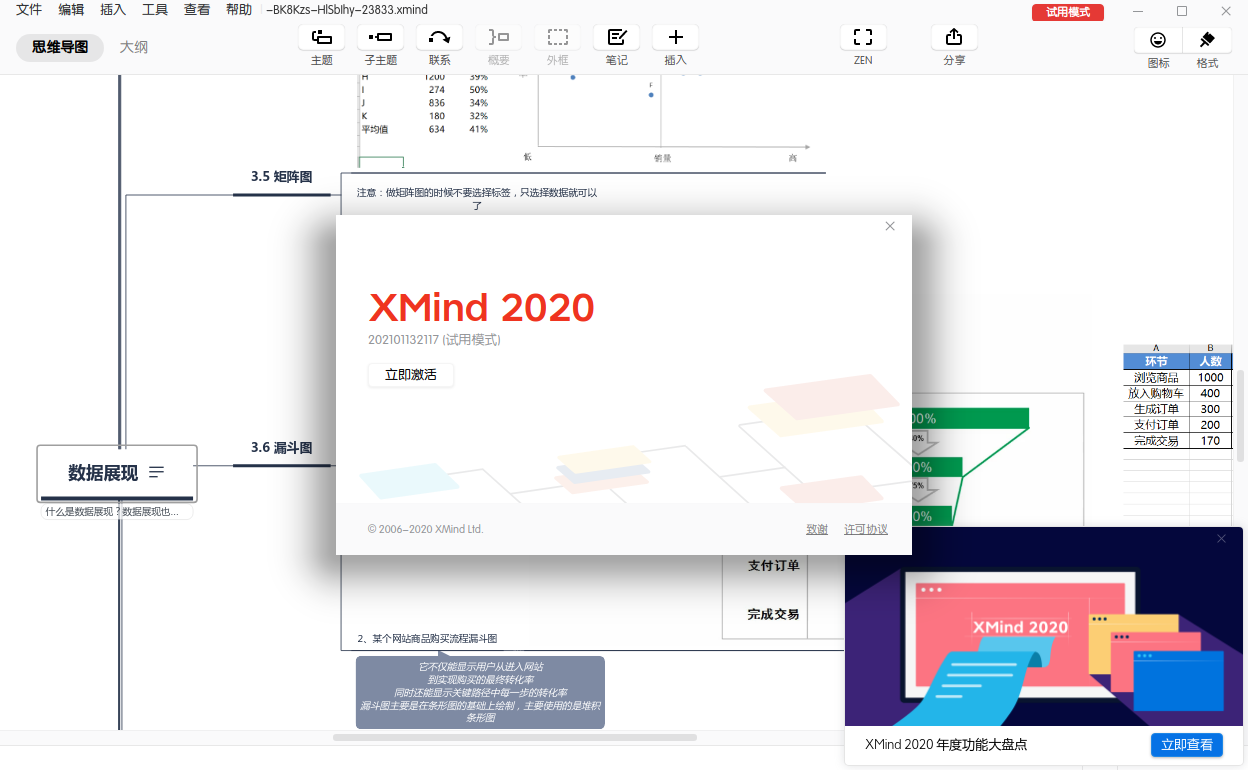 文件 编辑 插入 工具 查看 帮助 -BK8Kzs-HlSblhy-23833.xmind
试用模式
思维导图 大纲
主题 子主题 联系 概要 外框 笔记 插入 ZEN 分享 图标 格式
H 1200 39%
I 274 50%
J 836 34%
K 180 32%
平均值 634 41%
F
低 销量 高
3.5 矩阵图
注意：做矩阵图的时候不要选择标签，只选择数据就可以
了
XMind 2020
202101132117 (试用模式)
立即激活
© 2006-2020 XMind Ltd.
致谢 许可协议
A B
环节 人数
浏览商品 1000
放入购物车 400
生成订单 300
支付订单 200
完成交易 170
3.6 漏斗图
数据展现
什么是数据展现？数据展现也...
支付订单
完成交易
2、某个网站商品购买流程漏斗图
它不仅能显示用户从进入网站
到实现购买的最终转化率
同时还能显示关键路径中每一步的转化率
漏斗图主要是在条形图的基础上绘制，主要使用的是堆积
条形图
XMind 2020
XMind 2020 年度功能大盘点
立即查看